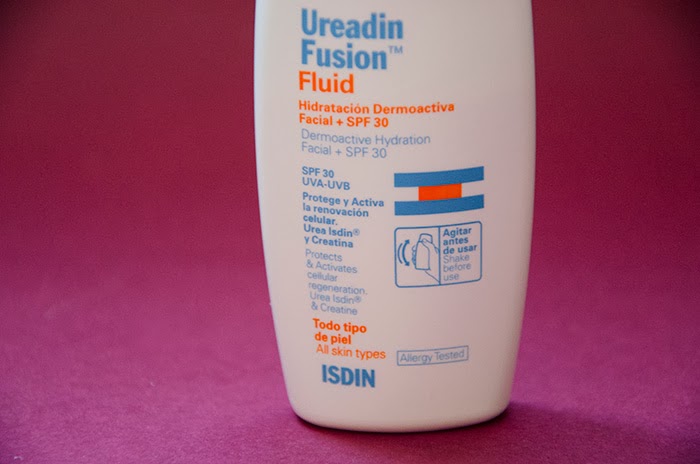 Ureadin
Fusion™
Fluid
Hidratación Dermoactiva
Facial + SPF 30
Dermoactive Hydration
Facial + SPF 30
SPF 30
UVA-UVB
Protege y Activa
la renovación
celular.
Urea Isdin®
y Creatina
Protects
& Activates
cellular
regeneration.
Urea Isdin®
& Creatine
Agitar
antes
de usar
Shake
before
use
Todo tipo
de piel
All skin types
Allergy Tested
ISDIN